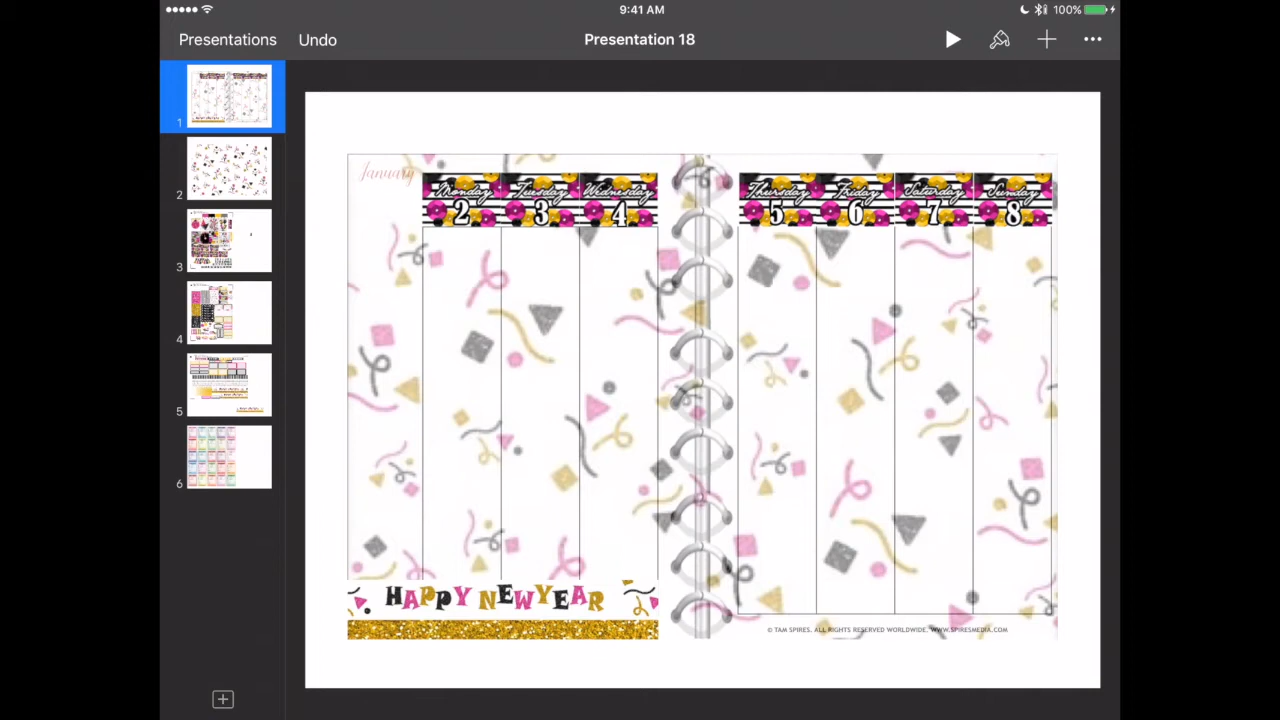 9:41 AM
100%
Presentations
Undo
Presentation 18
1
2
3
4
5
6
January
Monday
Tuesday
Wednesday
Thursday
Friday
Saturday
Sunday
2
3
4
5
6
7
8
HAPPY NEW YEAR
© TAM SPIRES. ALL RIGHTS RESERVED WORLDWIDE. WWW.SPIRESMEDIA.COM